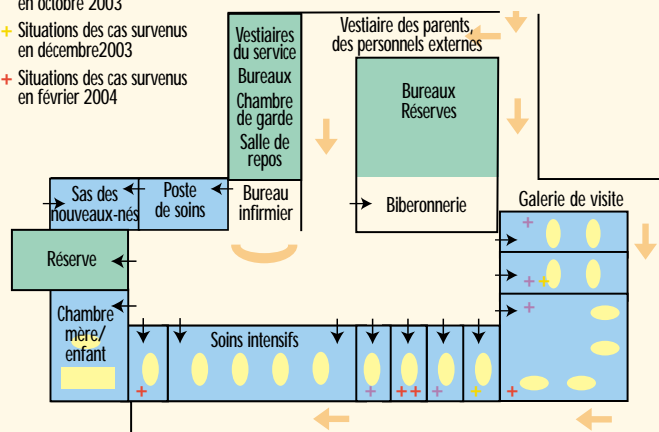 en octobre 2003
+ Situations des cas survenus
en décembre2003
+ Situations des cas survenus
en février 2004
Vestiaires
du service
Bureaux
Chambre
de garde
Salle de
repos
Bureau
infirmier
Vestiaire des parents,
des personnels externes
Bureaux
Réserves
Biberonnerie
Galerie de visite
Sas des
nouveaux-nés
Poste
de soins
Réserve
Chambre
mère/
enfant
Soins intensifs